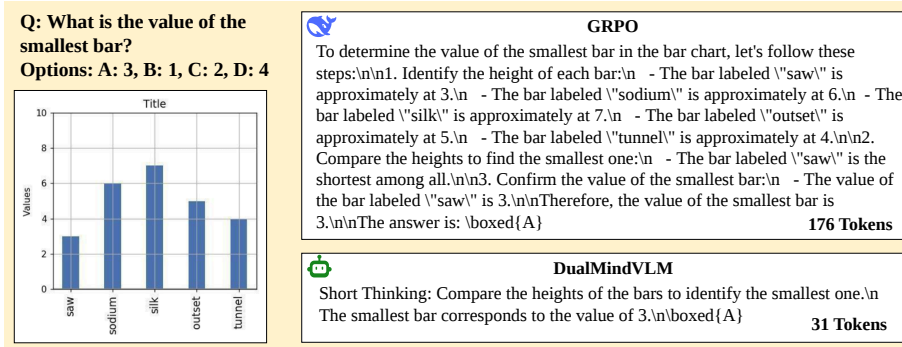 Q: What is the value of the
smallest bar?
Options: A: 3, B: 1, C: 2, D: 4
Title
Values
10
8
6
4
2
0
saw
sodium
silk
outset
tunnel
GRPO
To determine the value of the smallest bar in the bar chart, let's follow these
steps:\n\n1. Identify the height of each bar:\n - The bar labeled \"saw\" is
approximately at 3.\n - The bar labeled \"sodium\" is approximately at 6.\n - The
bar labeled \"silk\" is approximately at 7.\n - The bar labeled \"outset\" is
approximately at 5.\n - The bar labeled \"tunnel\" is approximately at 4.\n\n2.
Compare the heights to find the smallest one:\n - The bar labeled \"saw\" is the
shortest among all.\n\n3. Confirm the value of the smallest bar:\n - The value of
the bar labeled \"saw\" is 3.\n\nTherefore, the value of the smallest bar is
3.\n\nThe answer is: \boxed{A}
176 Tokens
DualMindVLM
Short Thinking: Compare the heights of the bars to identify the smallest one.\n
The smallest bar corresponds to the value of 3.\n\boxed{A}
31 Tokens